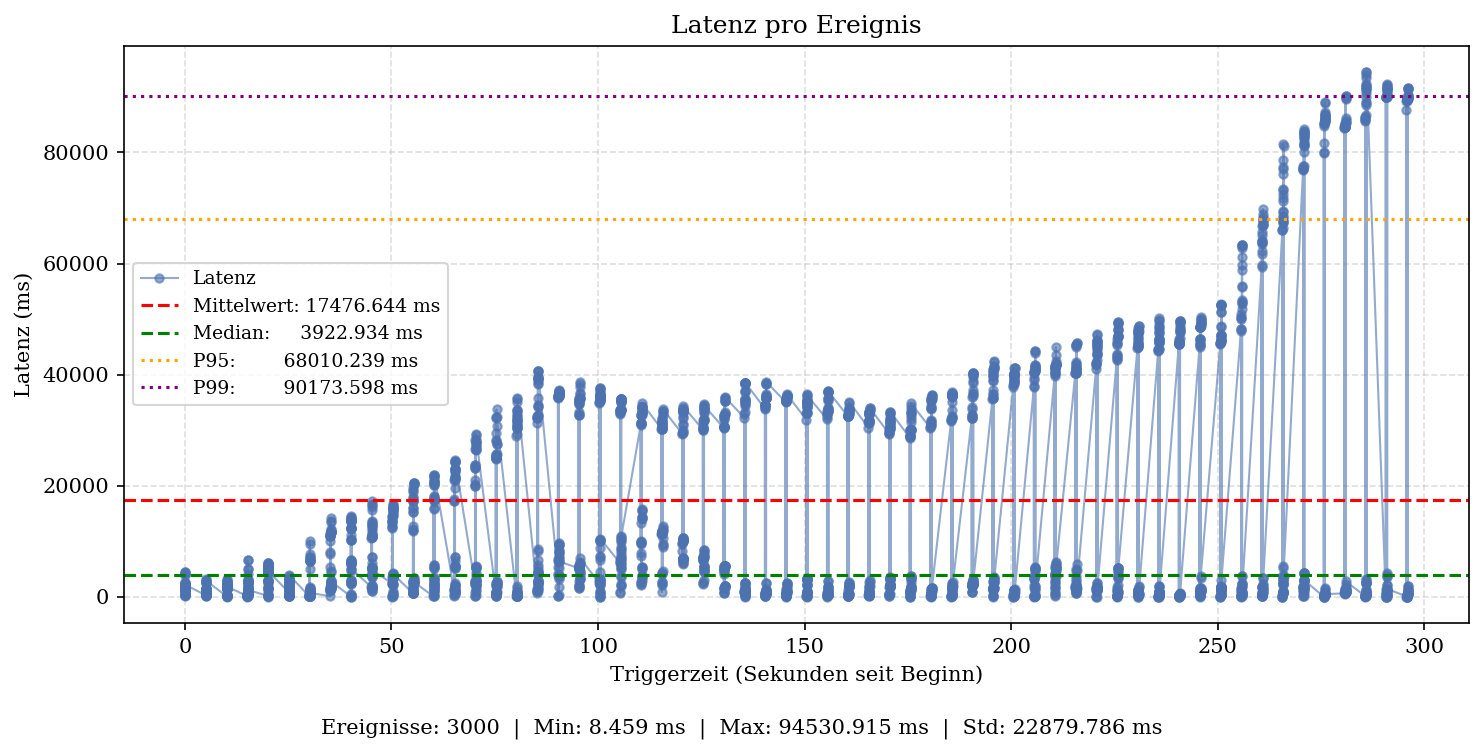 Latenz pro Ereignis
Latenz (ms)
80000
60000
40000
20000
0
Latenz
Mittelwert: 17476.644 ms
Median: 3922.934 ms
P95: 68010.239 ms
P99: 90173.598 ms
0 50 100 150 200 250 300
Triggerzeit (Sekunden seit Beginn)
Ereignisse: 3000 | Min: 8.459 ms | Max: 94530.915 ms | Std: 22879.786 ms